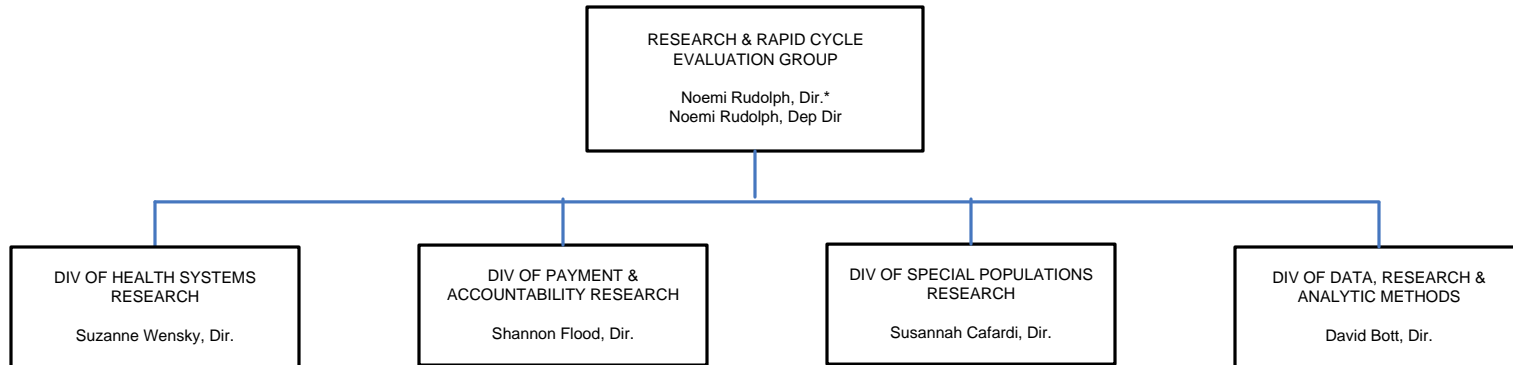 RESEARCH & RAPID CYCLE
EVALUATION GROUP
Noemi Rudolph, Dir.*
Noemi Rudolph, Dep Dir
DIV OF HEALTH SYSTEMS
RESEARCH
Suzanne Wensky, Dir.
DIV OF PAYMENT &
ACCOUNTABILITY RESEARCH
Shannon Flood, Dir.
DIV OF SPECIAL POPULATIONS
RESEARCH
Susannah Cafardi, Dir.
DIV OF DATA, RESEARCH &
ANALYTIC METHODS
David Bott, Dir.